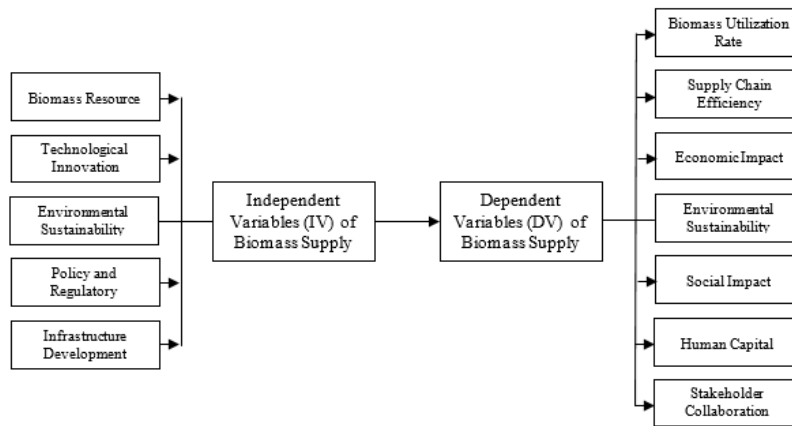 Biomass Resource
Technological
Innovation
Environmental
Sustainability
Policy and
Regulatory
Infrastructure
Development
Independent
Variables (IV) of
Biomass Supply
Dependent
Variables (DV) of
Biomass Supply
Biomass Utilization
Rate
Supply Chain
Efficiency
Economic Impact
Environmental
Sustainability
Social Impact
Human Capital
Stakeholder
Collaboration